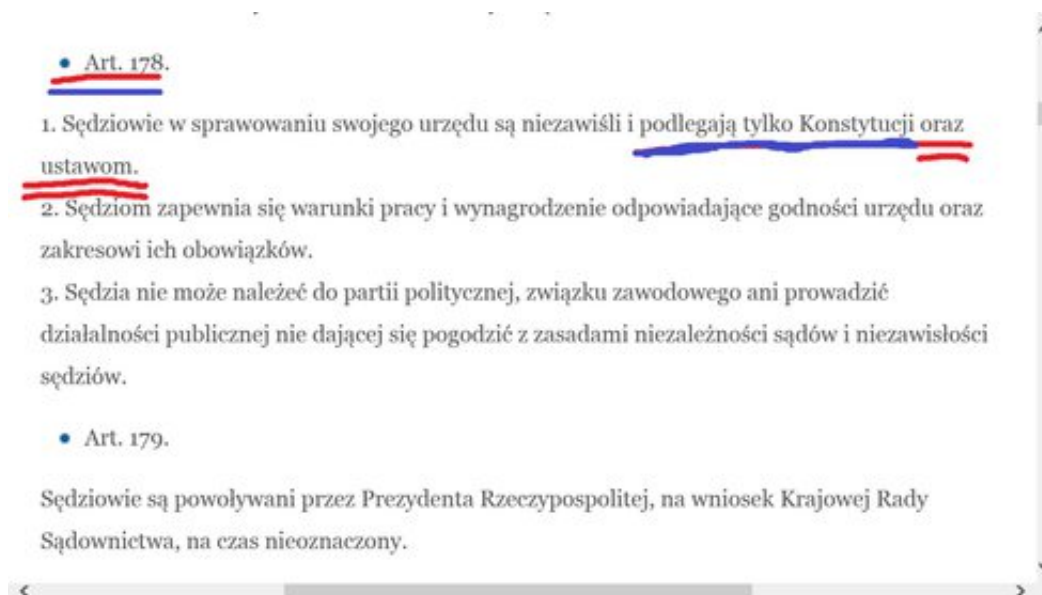 Art. 178.
1. Sędziowie w sprawowaniu swojego urzędu są niezawiśli i podlegają tylko Konstytucji oraz
ustawom.
2. Sędziom zapewnia się warunki pracy i wynagrodzenie odpowiadające godności urzędu oraz
zakresowi ich obowiązków.
3. Sędzia nie może należeć do partii politycznej, związku zawodowego ani prowadzić
działalności publicznej nie dającej się pogodzić z zasadami niezależności sądów i niezawisłości
sędziów.
Art. 179.
Sędziowie są powoływani przez Prezydenta Rzeczypospolitej, na wniosek Krajowej Rady
Sądownictwa, na czas nieoznaczony.